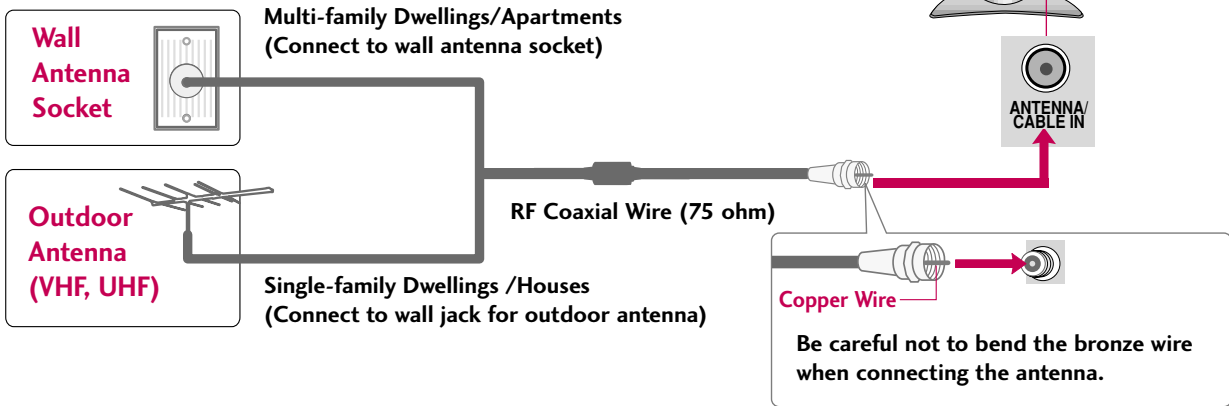 Wall
Antenna
Socket
Multi-family Dwellings/Apartments
(Connect to wall antenna socket)
ANTENNA/
CABLE IN
Outdoor
Antenna
(VHF, UHF)
RF Coaxial Wire (75 ohm)
Single-family Dwellings /Houses
(Connect to wall jack for outdoor antenna)
Copper Wire
Be careful not to bend the bronze wire
when connecting the antenna.